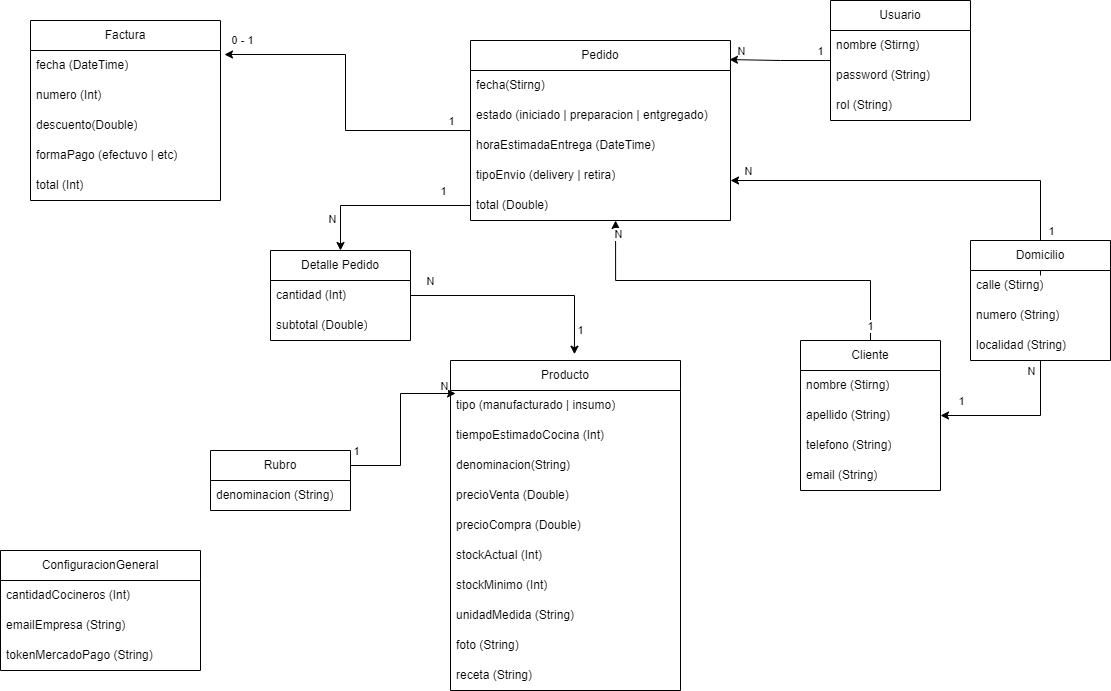 Factura
fecha (DateTime)
numero (Int)
descuento(Double)
formaPago (efectuvo | etc)
total (Int)
0 - 1
1
Pedido
fecha(Stirng)
estado (iniciado | preparacion | entgregado)
horaEstimadaEntrega (DateTime)
tipoEnvio (delivery | retira)
total (Double)
N
1
Usuario
nombre (Stirng)
password (String)
rol (String)
N
1
Domicilio
calle (Stirng)
numero (String)
localidad (String)
1
N
Detalle Pedido
cantidad (Int)
subtotal (Double)
N
1
N
1
Cliente
nombre (Stirng)
apellido (String)
telefono (String)
email (String)
N
1
Producto
tipo (manufacturado | insumo)
tiempoEstimadoCocina (Int)
denominacion(String)
precioVenta (Double)
precioCompra (Double)
stockActual (Int)
stockMinimo (Int)
unidadMedida (String)
foto (String)
receta (String)
N
1
Rubro
denominacion (String)
ConfiguracionGeneral
cantidadCocineros (Int)
emailEmpresa (String)
tokenMercadoPago (String)